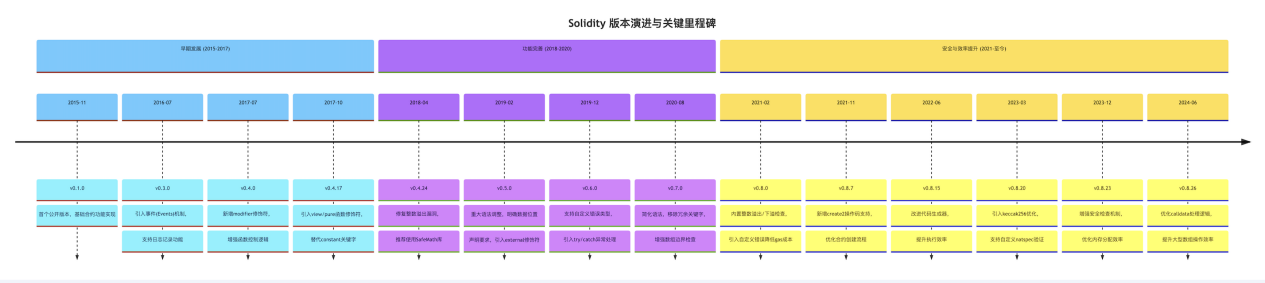 Solidity 版本演进与关键里程碑
早期发展 (2015-2017)
功能完善 (2018-2020)
安全与效率提升 (2021-至今)
2015-11
2016-07
2017-07
2017-10
2018-04
2019-02
2019-12
2020-08
2021-02
2021-11
2022-06
2023-03
2023-12
2024-06
v0.1.0
v0.3.0
v0.4.0
v0.4.17
v0.4.24
v0.5.0
v0.6.0
v0.7.0
v0.8.0
v0.8.7
v0.8.15
v0.8.20
v0.8.23
v0.8.26
首个公开版本，基础合约功能实现
引入事件(Events)机制，
新增modifier修饰符，
引入view/pure函数修饰符，
修复整数溢出漏洞，
重大语法调整，明确数据位置
支持自定义错误类型，
简化语法，移除冗余关键字，
内置整数溢出/下溢检查，
新增create2操作码支持，
改进代码生成器，
引入keccak256优化，
增强安全检查机制，
优化calldata处理逻辑，
支持日志记录功能
增强函数控制逻辑
替代constant关键字
推荐使用SafeMath库
声明要求，引入external修饰符
引入try/catch异常处理
增强数组边界检查
引入自定义错误降低gas成本
优化合约创建流程
提升执行效率
支持自定义natspec验证
优化内存分配效率
提升大型数组操作效率